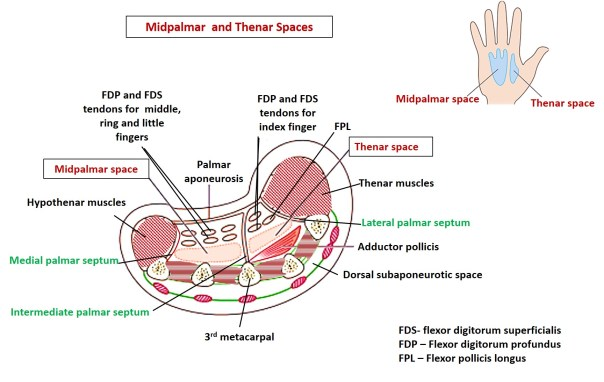 Midpalmar and Thenar Spaces
Midpalmar space
Thenar space
FDP and FDS
tendons for middle,
ring and little
fingers
FDP and FDS
tendons for
index finger
FPL
Midpalmar space
Palmar
aponeurosis
Thenar space
Thenar muscles
Hypothenar muscles
Lateral palmar septum
Adductor pollicis
Medial palmar septum
Dorsal subaponeurotic space
Intermediate palmar septum
3rd metacarpal
FDS- flexor digitorum superficialis
FDP – Flexor digitorum profundus
FPL – Flexor pollicis longus